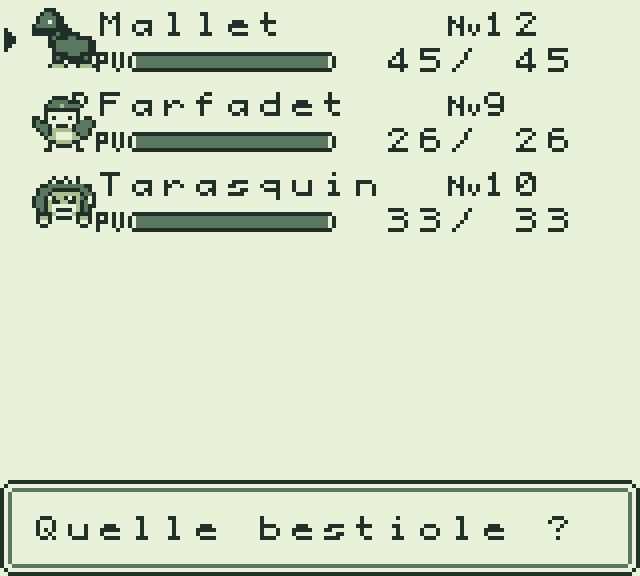 Mallet Nv12
PV 45/ 45
Farfadet Nv9
PV 26/ 26
Tarasquin Nv10
PV 33/ 33
Quelle bestiole ?